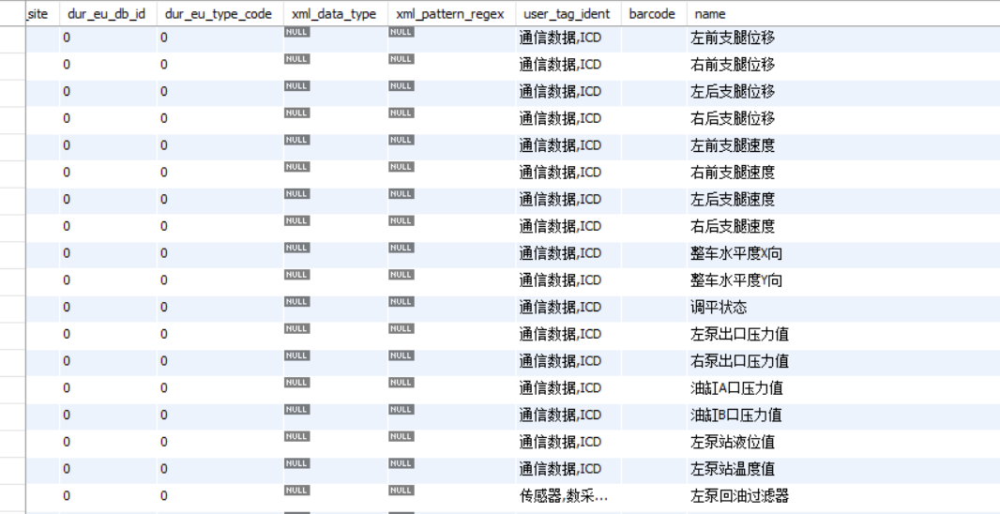 _site dur_eu_db_id dur_eu_type_code xml_data_type xml_pattern_regex user_tag_ident barcode name
0 0 NULL NULL 通信数据,ICD 左前支腿位移
0 0 NULL NULL 通信数据,ICD 右前支腿位移
0 0 NULL NULL 通信数据,ICD 左后支腿位移
0 0 NULL NULL 通信数据,ICD 右后支腿位移
0 0 NULL NULL 通信数据,ICD 左前支腿速度
0 0 NULL NULL 通信数据,ICD 右前支腿速度
0 0 NULL NULL 通信数据,ICD 左后支腿速度
0 0 NULL NULL 通信数据,ICD 右后支腿速度
0 0 NULL NULL 通信数据,ICD 整车水平度X向
0 0 NULL NULL 通信数据,ICD 整车水平度Y向
0 0 NULL NULL 通信数据,ICD 调平状态
0 0 NULL NULL 通信数据,ICD 左泵出口压力值
0 0 NULL NULL 通信数据,ICD 右泵出口压力值
0 0 NULL NULL 通信数据,ICD 油缸A口压力值
0 0 NULL NULL 通信数据,ICD 油缸B口压力值
0 0 NULL NULL 通信数据,ICD 左泵站液位值
0 0 NULL NULL 通信数据,ICD 左泵站温度值
0 0 NULL NULL 传感器,数采... 左泵回油过滤器